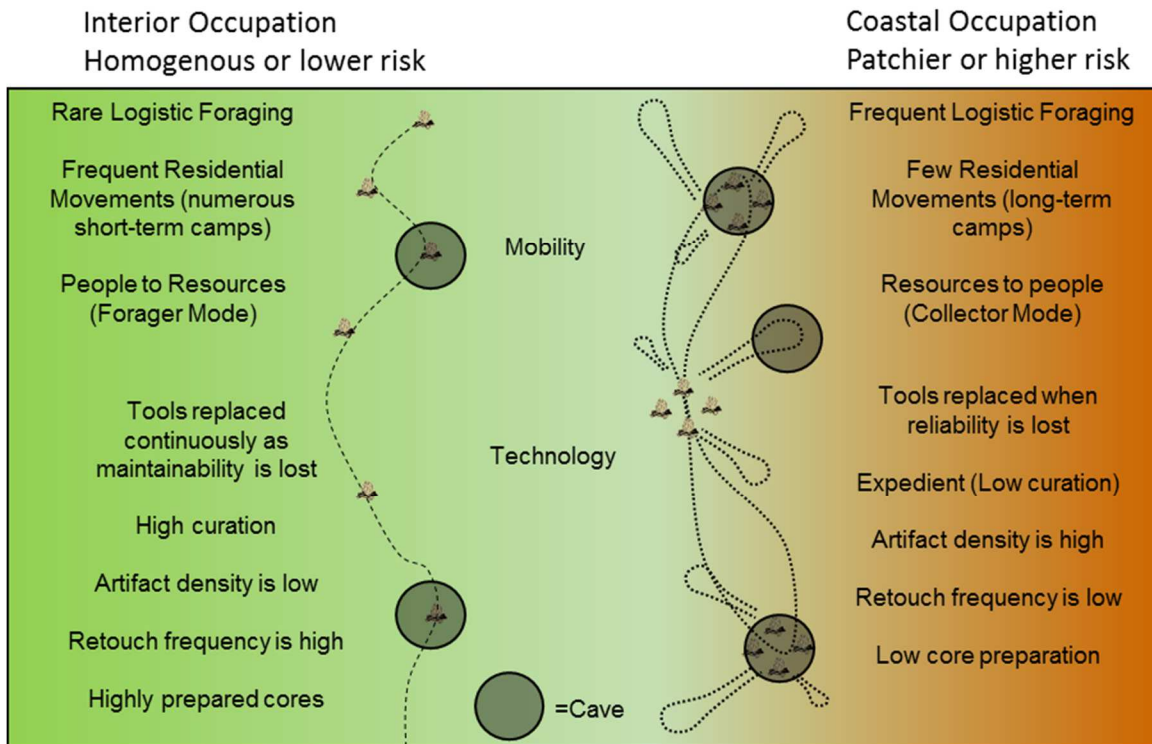 Interior Occupation
Homogenous or lower risk
Coastal Occupation
Patchier or higher risk
Rare Logistic Foraging
Frequent Residential
Movements (numerous
short-term camps)
People to Resources
(Forager Mode)
Tools replaced
continuously as
maintainability is lost
High curation
Artifact density is low
Retouch frequency is high
Highly prepared cores
Mobility
Technology
=Cave
Frequent Logistic Foraging
Few Residential
Movements (long-term
camps)
Resources to people
(Collector Mode)
Tools replaced when
reliability is lost
Expedient (Low curation)
Artifact density is high
Retouch frequency is low
Low core preparation